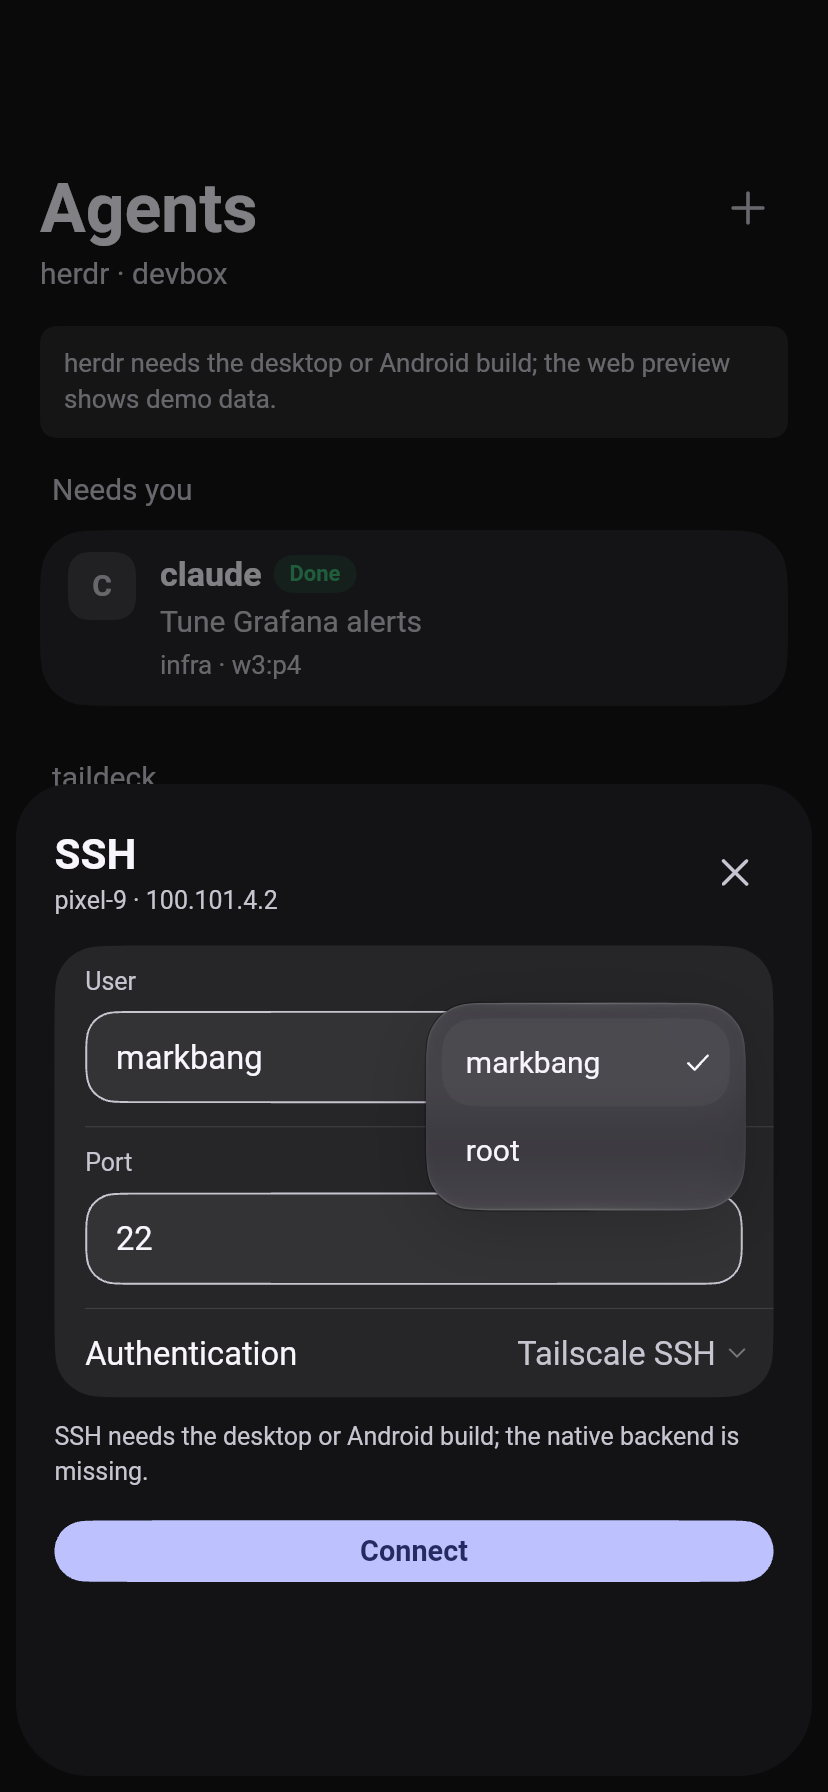 Agents
herdr · devbox
herdr needs the desktop or Android build; the web preview
shows demo data.
Needs you
C
claude Done
Tune Grafana alerts
infra · w3:p4
taildeck
SSH
pixel-9 · 100.101.4.2
User
markbang
markbang
root
Port
22
Authentication Tailscale SSH
SSH needs the desktop or Android build; the native backend is
missing.
Connect